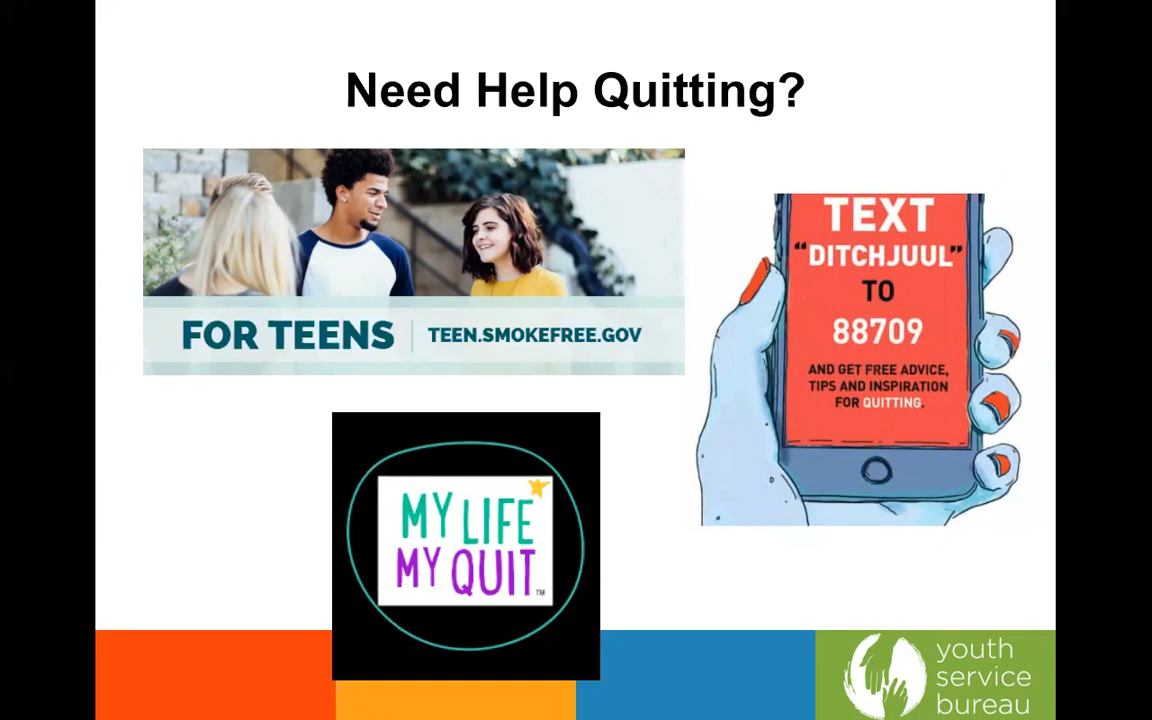 Need Help Quitting?
FOR TEENS | TEEN.SMOKEFREE.GOV
TEXT
“DITCHJUUL”
TO
88709
AND GET FREE ADVICE,
TIPS AND INSPIRATION
FOR QUITTING.
MY LIFE
MY QUIT™
youth
service
bureau